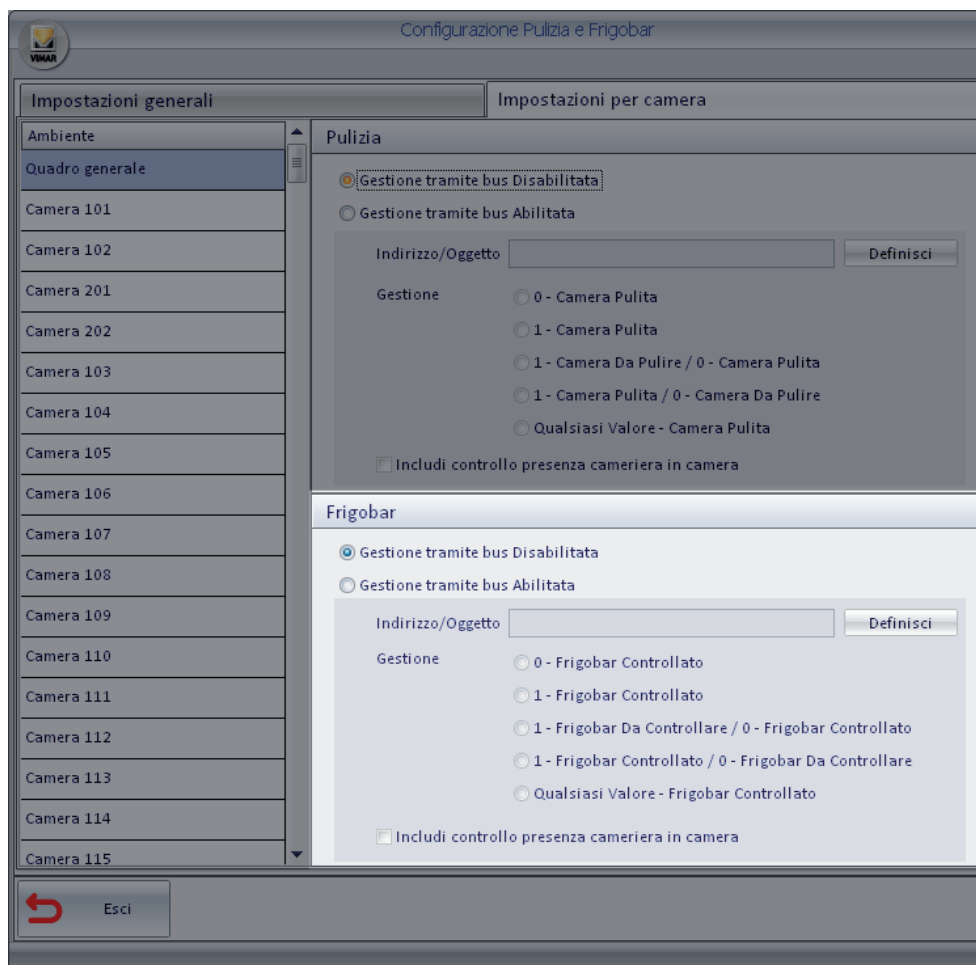 Configurazione Pulizia e Frigobar
VIMAR
Impostazioni generali
Impostazioni per camera
Ambiente
Quadro generale
Camera 101
Camera 102
Camera 201
Camera 202
Camera 103
Camera 104
Camera 105
Camera 106
Camera 107
Camera 108
Camera 109
Camera 110
Camera 111
Camera 112
Camera 113
Camera 114
Camera 115
Pulizia
Gestione tramite bus Disabilitata
Gestione tramite bus Abilitata
Indirizzo/Oggetto
Definisci
Gestione
0 - Camera Pulita
1 - Camera Pulita
1 - Camera Da Pulire / 0 - Camera Pulita
1 - Camera Pulita / 0 - Camera Da Pulire
Qualsiasi Valore - Camera Pulita
Includi controllo presenza cameriera in camera
Frigobar
Gestione tramite bus Disabilitata
Gestione tramite bus Abilitata
Indirizzo/Oggetto
Definisci
Gestione
0 - Frigobar Controllato
1 - Frigobar Controllato
1 - Frigobar Da Controllare / 0 - Frigobar Controllato
1 - Frigobar Controllato / 0 - Frigobar Da Controllare
Qualsiasi Valore - Frigobar Controllato
Includi controllo presenza cameriera in camera
Esci